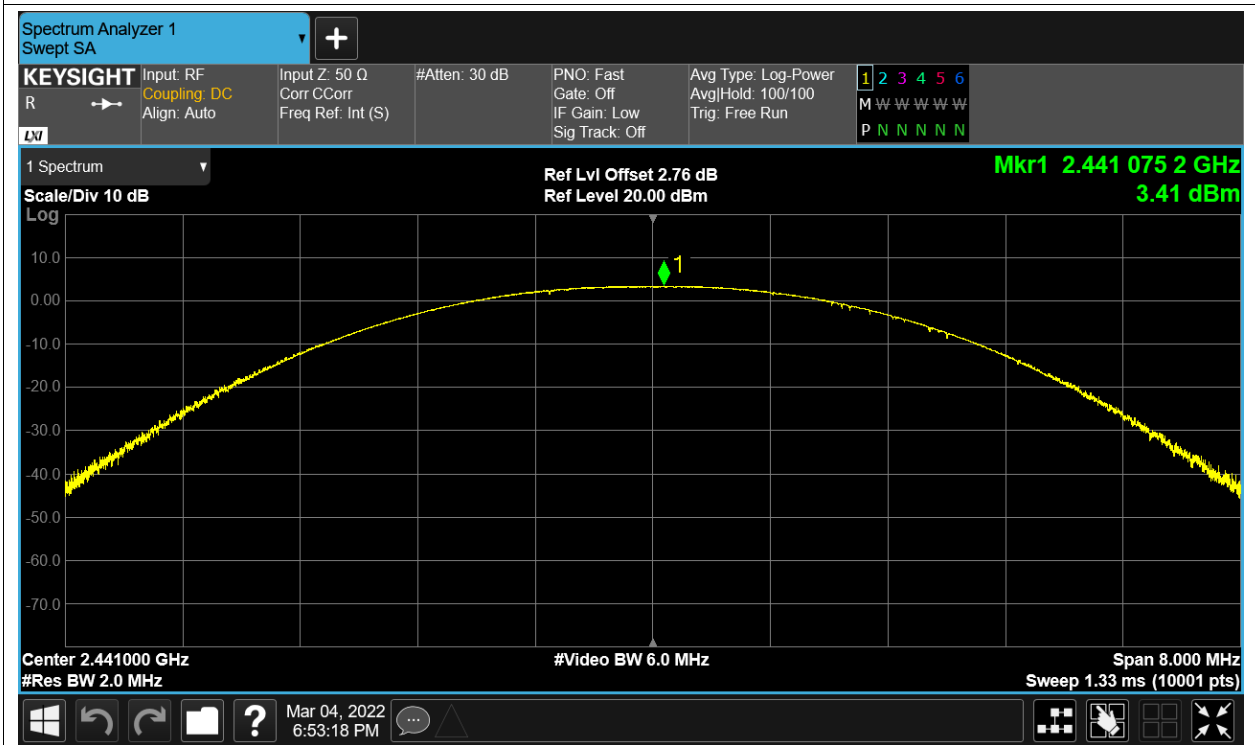 Spectrum Analyzer 1
Swept SA
+
KEYSIGHT
R
LXI
Input: RF
Coupling: DC
Align: Auto
Input Z: 50 Ω
Corr CCorr
Freq Ref: Int (S)
#Atten: 30 dB
PNO: Fast
Gate: Off
IF Gain: Low
Sig Track: Off
Avg Type: Log-Power
Avg|Hold: 100/100
Trig: Free Run
1 2 3 4 5 6
M W W W W W
P N N N N N
1 Spectrum
Scale/Div 10 dB
Ref Lvl Offset 2.76 dB
Ref Level 20.00 dBm
Mkr1 2.441 075 2 GHz
3.41 dBm
Log
1
10.0
0.00
-10.0
-20.0
-30.0
-40.0
-50.0
-60.0
-70.0
Center 2.441000 GHz
#Video BW 6.0 MHz
Span 8.000 MHz
#Res BW 2.0 MHz
Sweep 1.33 ms (10001 pts)
?
Mar 04, 2022
6:53:18 PM